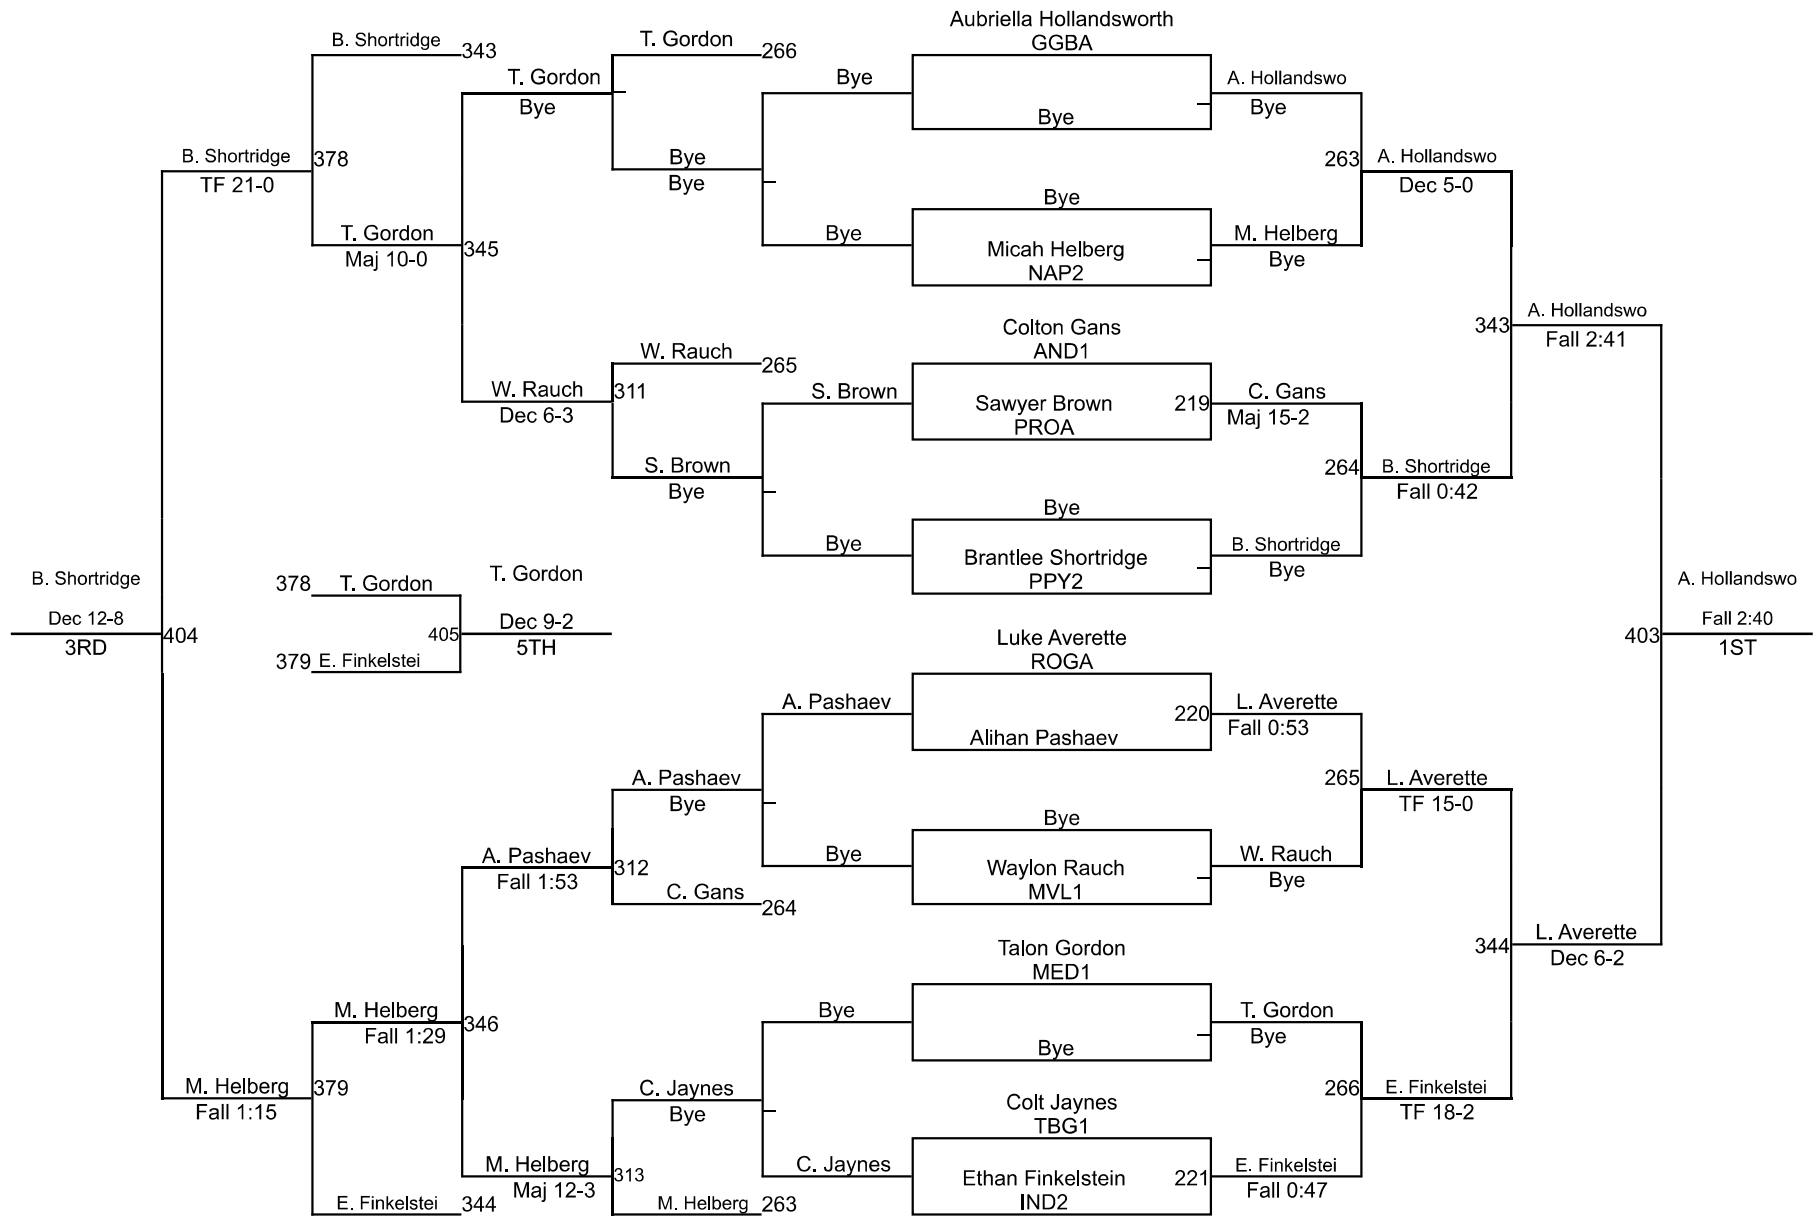 Aubriella Hollandsworth
GGBA
B. Shortridge 343
T. Gordon 266
T. Gordon
Bye
Bye
A. Hollandswo
Bye
Bye
B. Shortridge 378
TF 21-0
Bye
Bye
263 A. Hollandswo
Dec 5-0
Bye
T. Gordon 345
Maj 10-0
Bye
Micah Helberg
NAP2
M. Helberg
Bye
343 A. Hollandswo
Fall 2:41
Colton Gans
AND1
W. Rauch 265
W. Rauch 311
Dec 6-3
S. Brown
Sawyer Brown 219
PROA
C. Gans
Maj 15-2
S. Brown
Bye
264 B. Shortridge
Fall 0:42
Bye
Bye
Brantlee Shortridge
PPY2
B. Shortridge
Bye
B. Shortridge
Dec 12-8
3RD
404
378 T. Gordon
T. Gordon
405 Dec 9-2
5TH
379 E. Finkelstei
A. Hollandswo
403 Fall 2:40
1ST
Luke Averette
ROGA
A. Pashaev
220 L. Averette
Fall 0:53
Alihan Pashaev
A. Pashaev
Bye
265 L. Averette
TF 15-0
Bye
A. Pashaev 312
Fall 1:53
Bye
Waylon Rauch
MVL1
W. Rauch
Bye
C. Gans 264
344 L. Averette
Dec 6-2
Talon Gordon
MED1
M. Helberg 346
Fall 1:29
Bye
T. Gordon
Bye
Bye
M. Helberg 379
Fall 1:15
C. Jaynes
Bye
266 E. Finkelstei
TF 18-2
Colt Jaynes
TBG1
M. Helberg 313
Maj 12-3
C. Jaynes
Ethan Finkelstein 221
IND2
E. Finkelstei
Fall 0:47
E. Finkelstei 344
M. Helberg 263